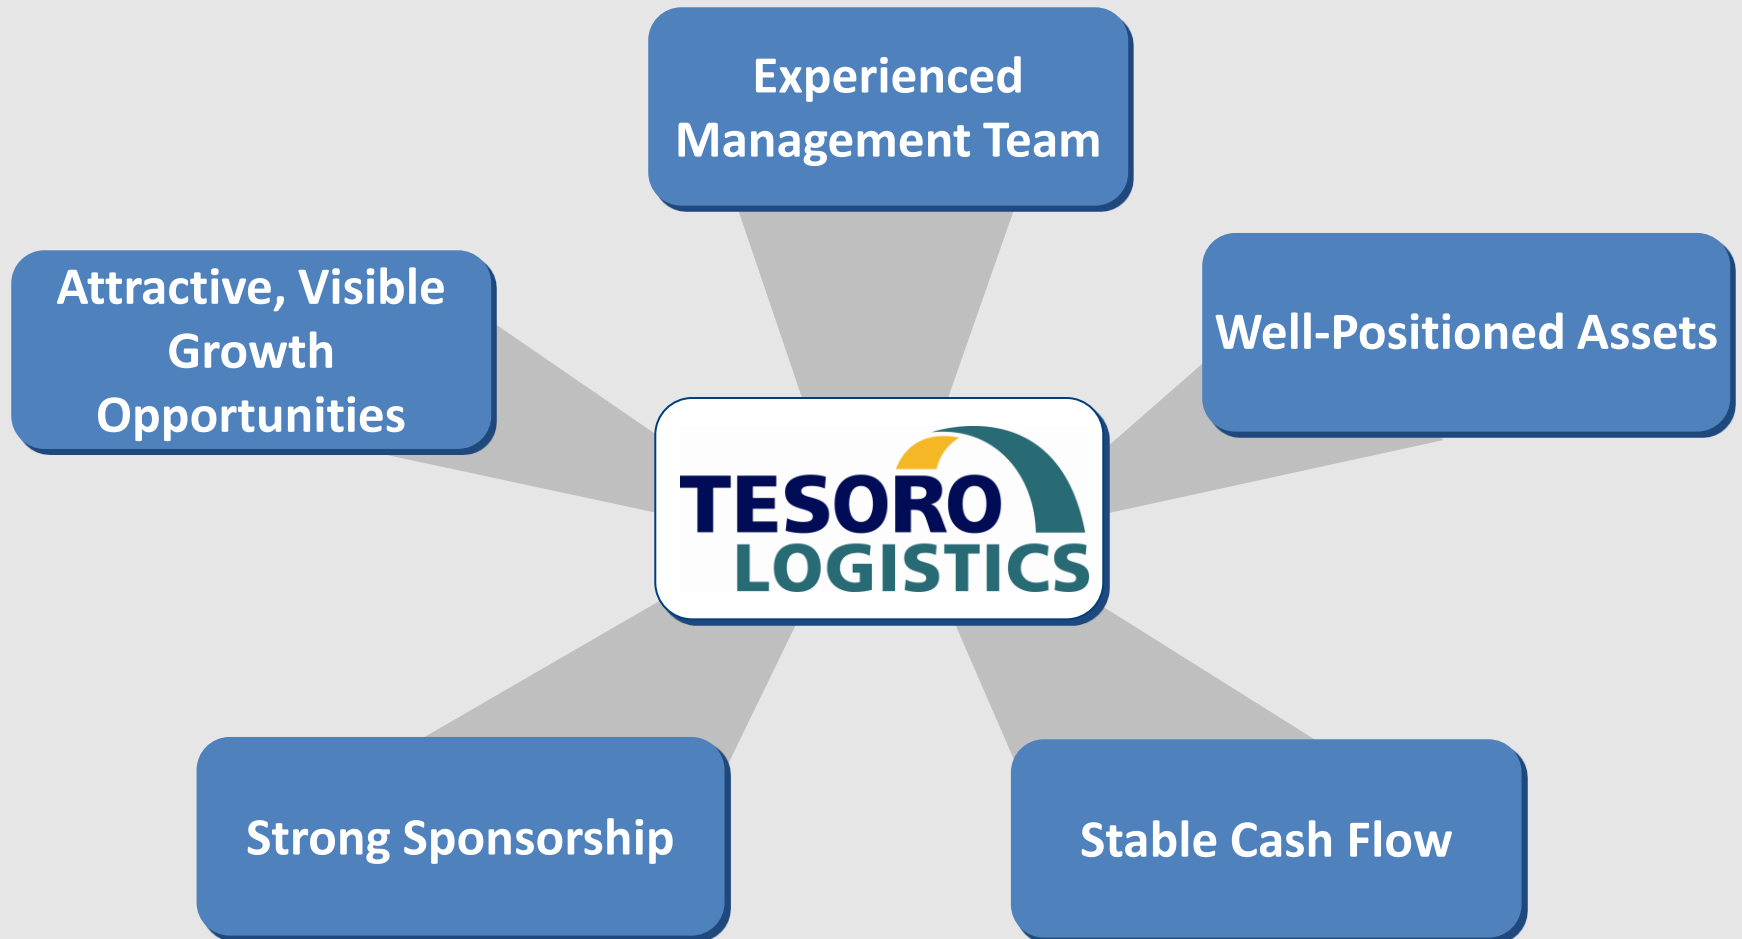 Experienced
Management Team
Attractive, Visible
Growth
Opportunities
Well-Positioned Assets
TESORO
LOGISTICS
Strong Sponsorship
Stable Cash Flow